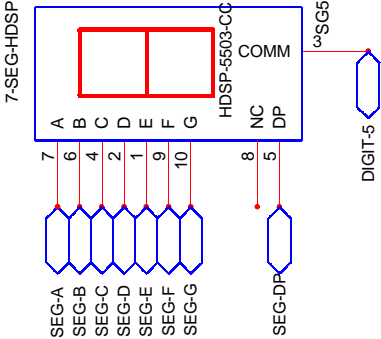 7-SEG-HDSP
HDSP-5503-CC
SG5
COMM
3
A
B
C
D
E
F
G
NC
DP
7
6
4
2
1
9
10
8
5
DIGIT-5
SEG-A
SEG-B
SEG-C
SEG-D
SEG-E
SEG-F
SEG-G
SEG-DP